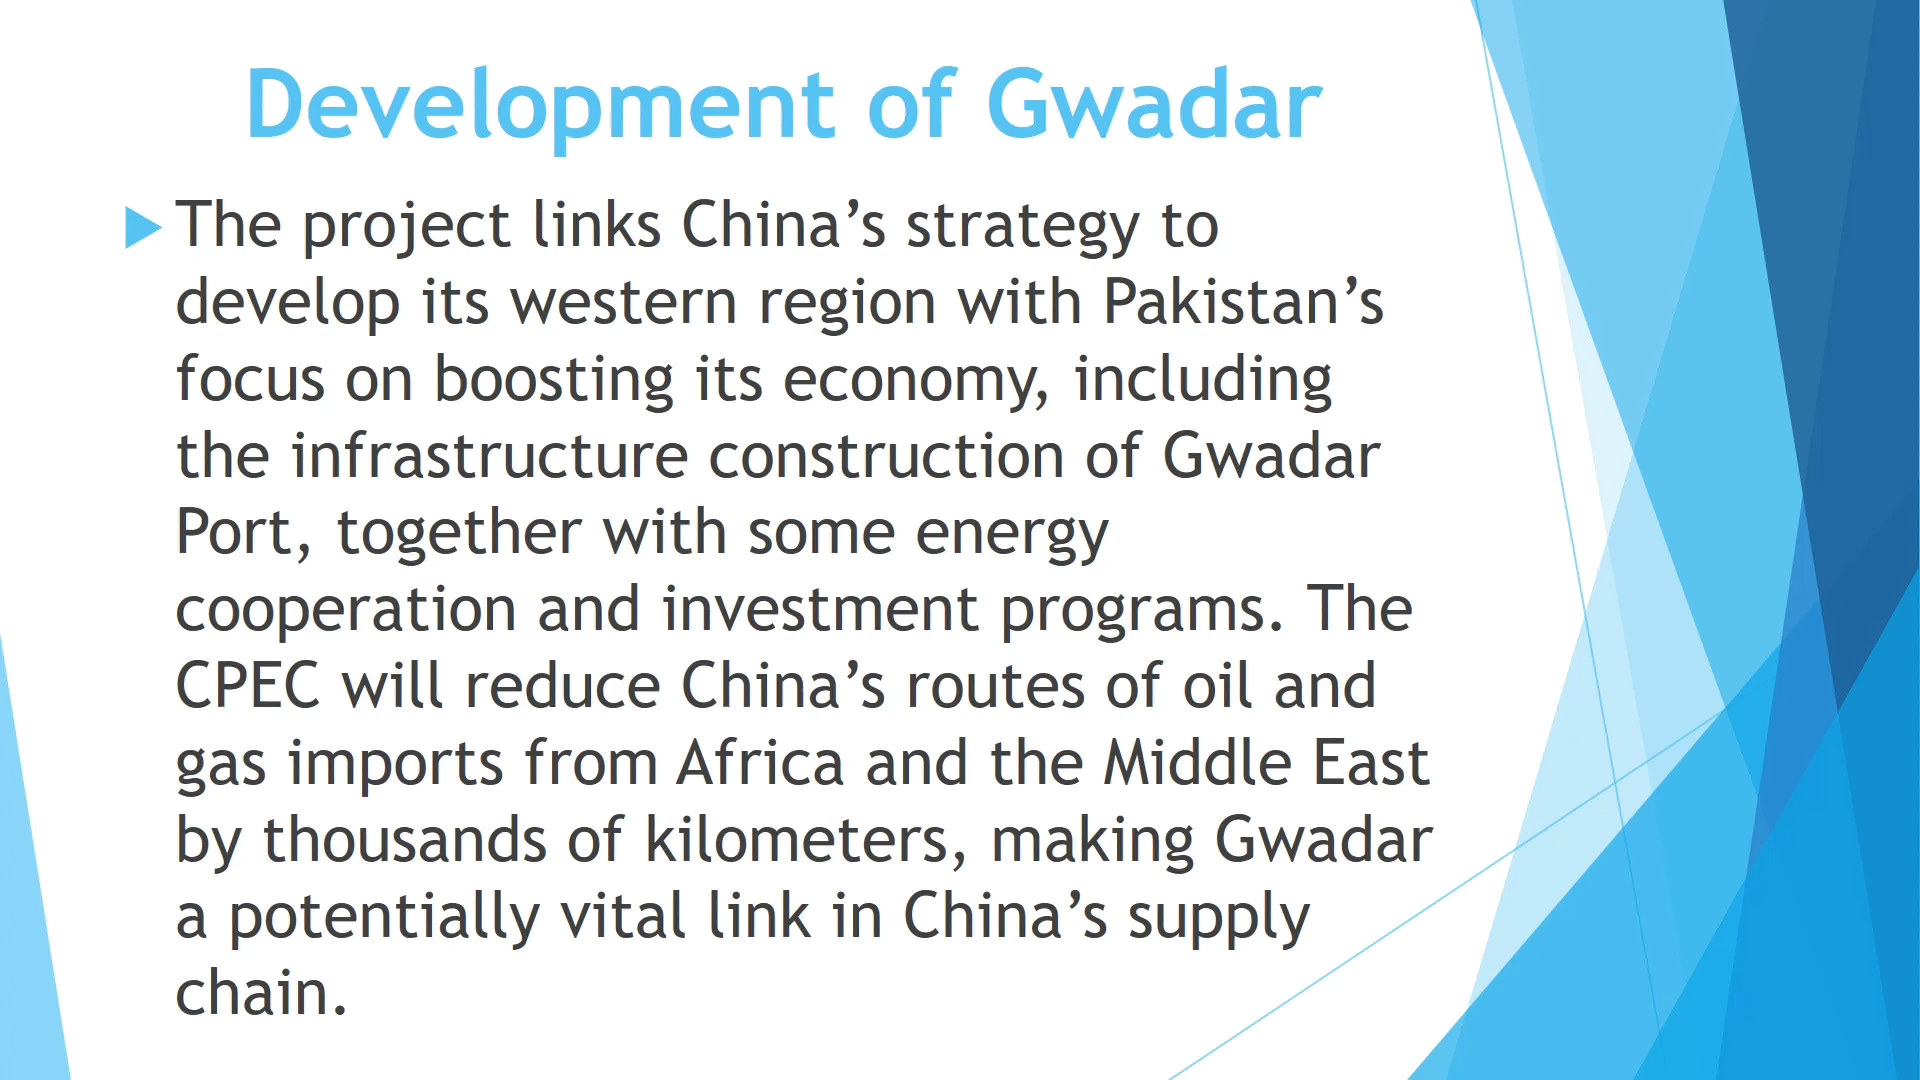 Development of Gwadar
The project links China’s strategy to
develop its western region with Pakistan’s
focus on boosting its economy, including
the infrastructure construction of Gwadar
Port, together with some energy
cooperation and investment programs. The
CPEC will reduce China’s routes of oil and
gas imports from Africa and the Middle East
by thousands of kilometers, making Gwadar
a potentially vital link in China’s supply
chain.